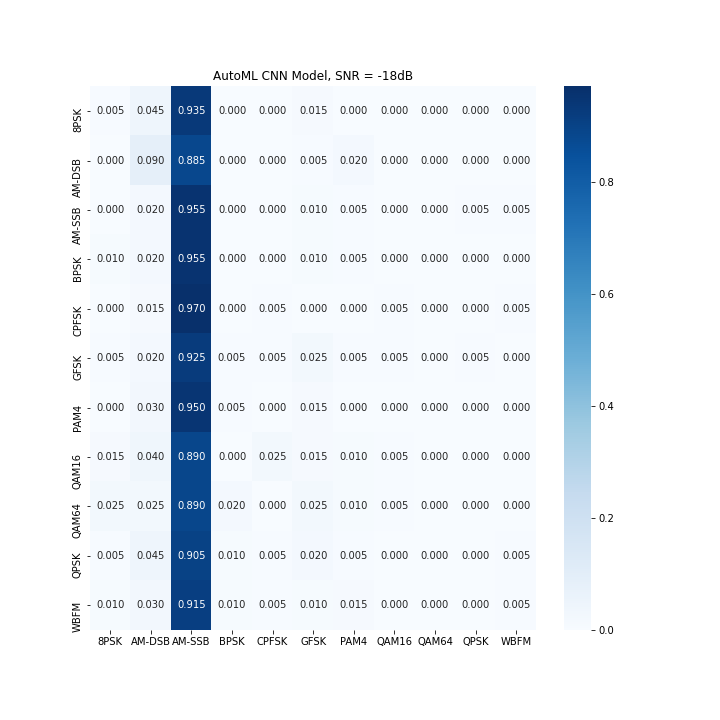 AutoML CNN Model, SNR = -18dB
8PSK 0.005 0.045 0.935 0.000 0.000 0.015 0.000 0.000 0.000 0.000 0.000
AM-DSB 0.000 0.090 0.885 0.000 0.000 0.005 0.020 0.000 0.000 0.000 0.000
0.8
AM-SSB 0.000 0.020 0.955 0.000 0.000 0.010 0.005 0.000 0.000 0.005 0.005
BPSK 0.010 0.020 0.955 0.000 0.000 0.010 0.005 0.000 0.000 0.000 0.000
0.6
CPFSK 0.000 0.015 0.970 0.000 0.005 0.000 0.000 0.005 0.000 0.000 0.005
GFSK 0.005 0.020 0.925 0.005 0.005 0.025 0.005 0.005 0.000 0.005 0.000
0.4
PAM4 0.000 0.030 0.950 0.005 0.000 0.015 0.000 0.000 0.000 0.000 0.000
QAM16 0.015 0.040 0.890 0.000 0.025 0.015 0.010 0.005 0.000 0.000 0.000
QAM64 0.025 0.025 0.890 0.020 0.000 0.025 0.010 0.005 0.000 0.000 0.000
0.2
QPSK 0.005 0.045 0.905 0.010 0.005 0.020 0.005 0.000 0.000 0.000 0.005
WBFM 0.010 0.030 0.915 0.010 0.005 0.010 0.015 0.000 0.000 0.000 0.005
0.0
8PSK AM-DSB AM-SSB BPSK CPFSK GFSK PAM4 QAM16 QAM64 QPSK WBFM